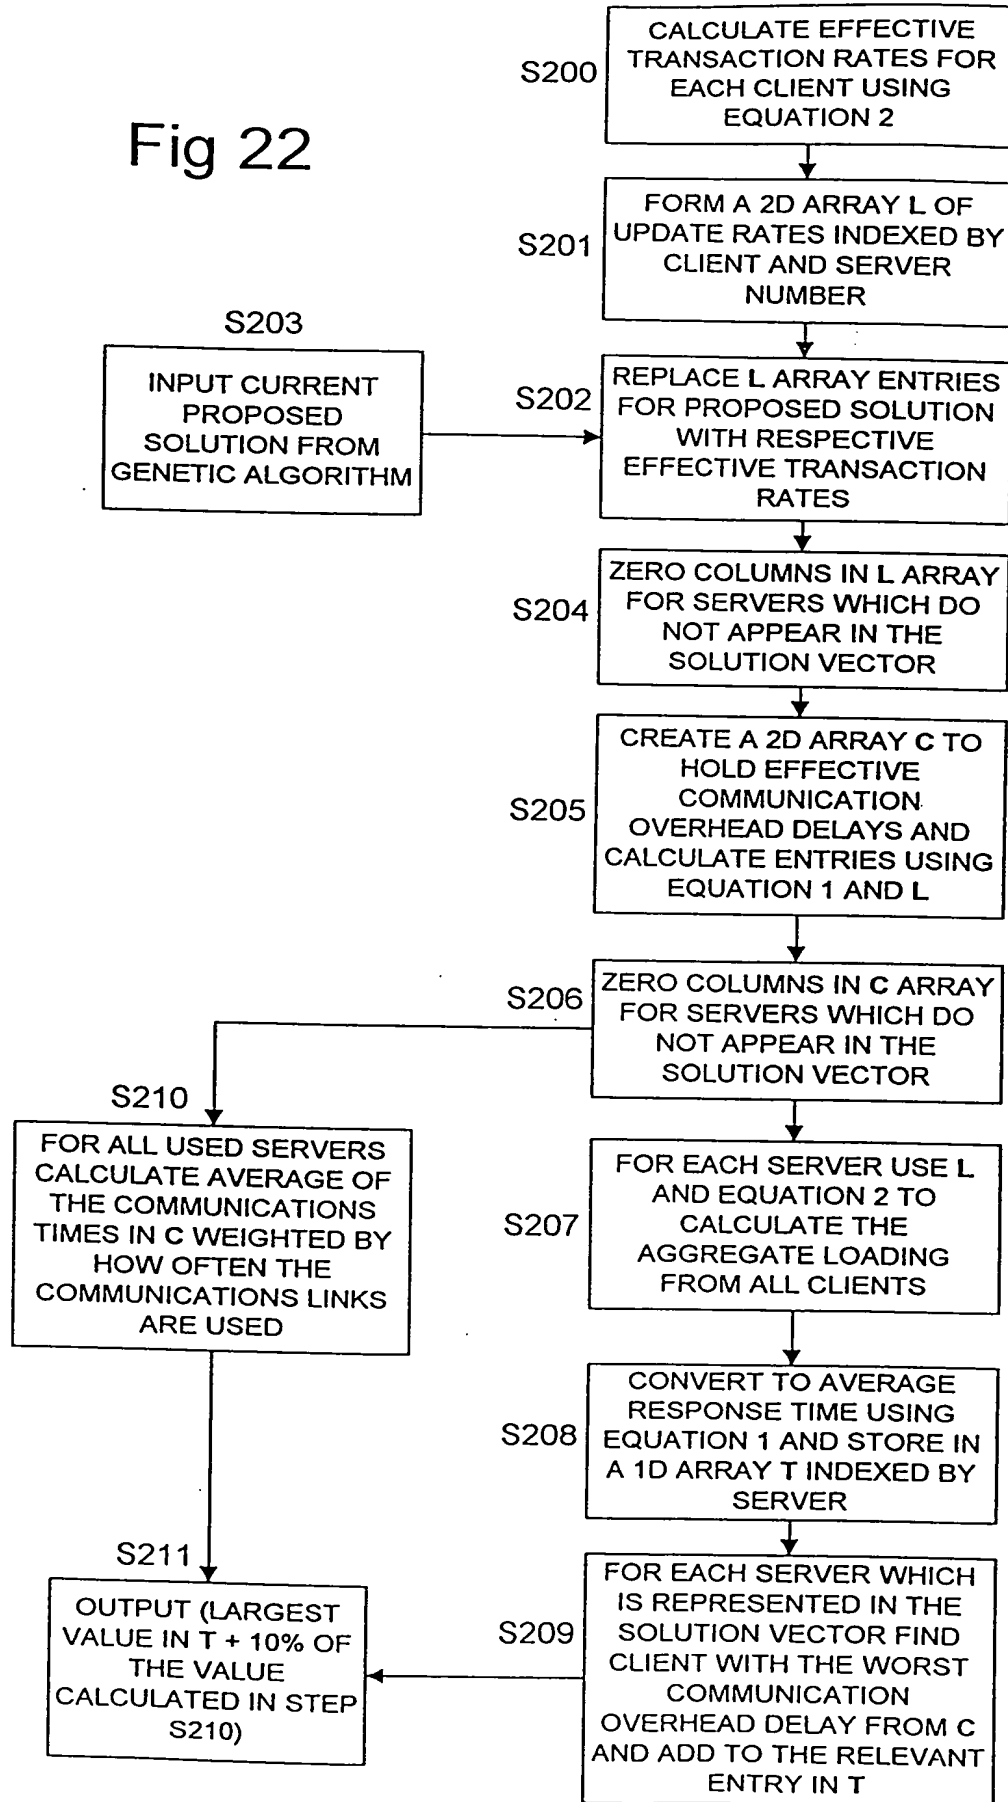 Fig 22
S200
CALCULATE EFFECTIVE
TRANSACTION RATES FOR
EACH CLIENT USING
EQUATION 2
S201
FORM A 2D ARRAY L OF
UPDATE RATES INDEXED BY
CLIENT AND SERVER
NUMBER
S203
INPUT CURRENT
PROPOSED
SOLUTION FROM
GENETIC ALGORITHM
S202
REPLACE L ARRAY ENTRIES
FOR PROPOSED SOLUTION
WITH RESPECTIVE
EFFECTIVE TRANSACTION
RATES
S204
ZERO COLUMNS IN L ARRAY
FOR SERVERS WHICH DO
NOT APPEAR IN THE
SOLUTION VECTOR
S205
CREATE A 2D ARRAY C TO
HOLD EFFECTIVE
COMMUNICATION
OVERHEAD DELAYS AND
CALCULATE ENTRIES USING
EQUATION 1 AND L
S206
ZERO COLUMNS IN C ARRAY
FOR SERVERS WHICH DO
NOT APPEAR IN THE
SOLUTION VECTOR
S210
FOR ALL USED SERVERS
CALCULATE AVERAGE OF
THE COMMUNICATIONS
TIMES IN C WEIGHTED BY
HOW OFTEN THE
COMMUNICATIONS LINKS
ARE USED
S207
FOR EACH SERVER USE L
AND EQUATION 2 TO
CALCULATE THE
AGGREGATE LOADING
FROM ALL CLIENTS
S208
CONVERT TO AVERAGE
RESPONSE TIME USING
EQUATION 1 AND STORE IN
A 1D ARRAY T INDEXED BY
SERVER
S211
OUTPUT (LARGEST
VALUE IN T + 10% OF
THE VALUE
CALCULATED IN STEP
S210)
S209
FOR EACH SERVER WHICH
IS REPRESENTED IN THE
SOLUTION VECTOR FIND
CLIENT WITH THE WORST
COMMUNICATION
OVERHEAD DELAY FROM C
AND ADD TO THE RELEVANT
ENTRY IN T